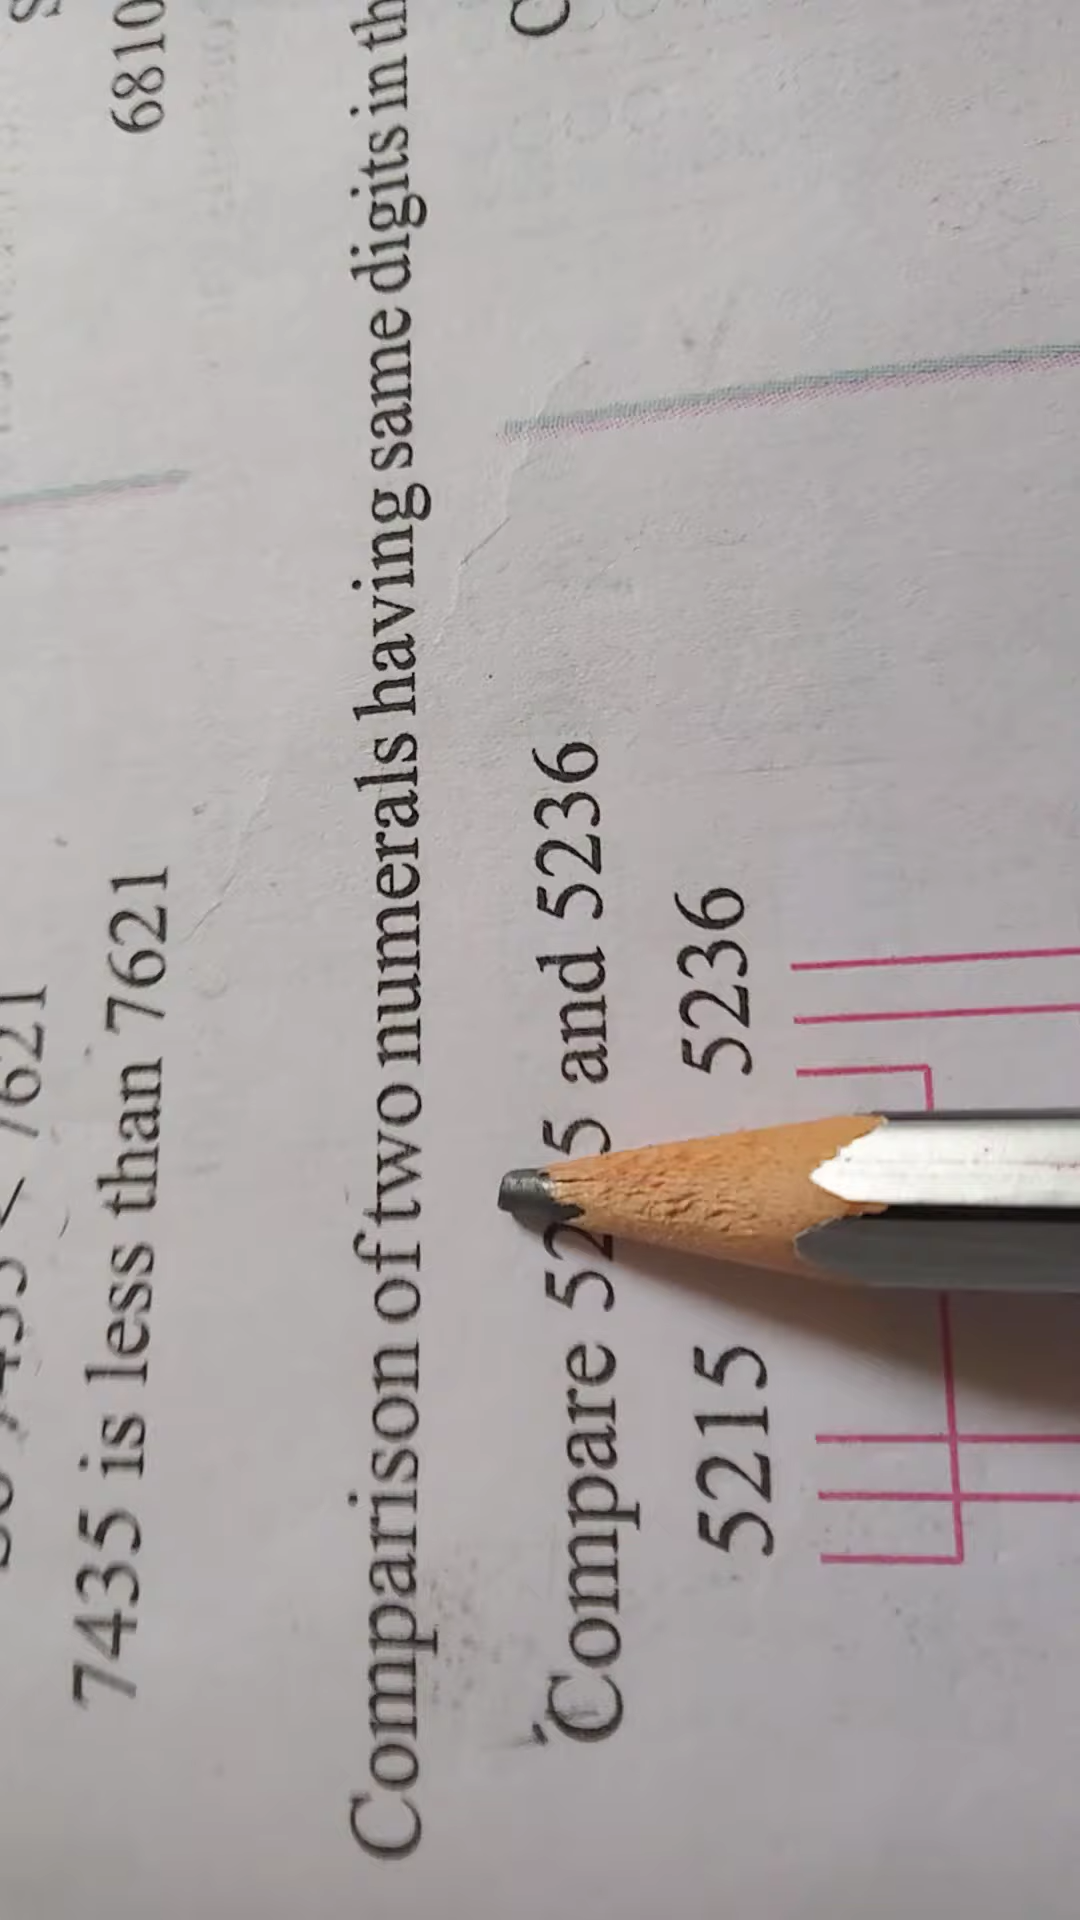 7621
7435 is less than 7621
6810
Comparison of two numerals having same digits in th
Compare 52 5 and 5236
5215 5236